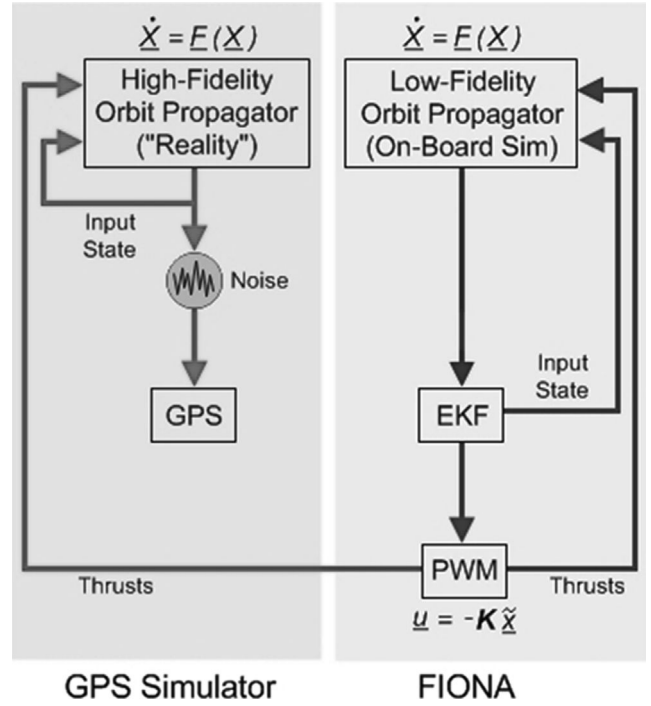 Ẋ = F(X)
High-Fidelity
Orbit Propagator
("Reality")
Input
State
Noise
GPS
Thrusts
GPS Simulator
Ẋ = F(X)
Low-Fidelity
Orbit Propagator
(On-Board Sim)
Input
State
EKF
PWM
Thrusts
u = -K x̃
FIONA